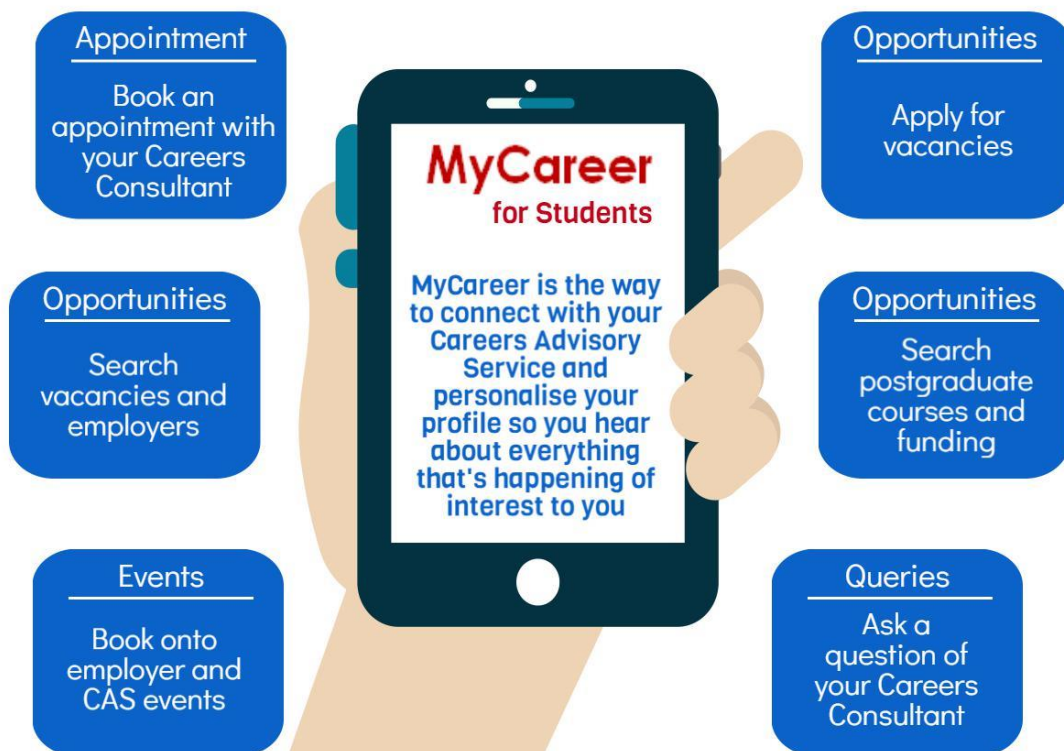 Appointment
Book an
appointment with
your Careers
Consultant
Opportunities
Search
vacancies and
employers
Events
Book onto
employer and
CAS events
MyCareer
for Students
MyCareer is the way
to connect with your
Careers Advisory
Service and
personalise your
profile so you hear
about everything
that's happening of
interest to you
Opportunities
Apply for
vacancies
Opportunities
Search
postgraduate
courses and
funding
Queries
Ask a
question of
your Careers
Consultant